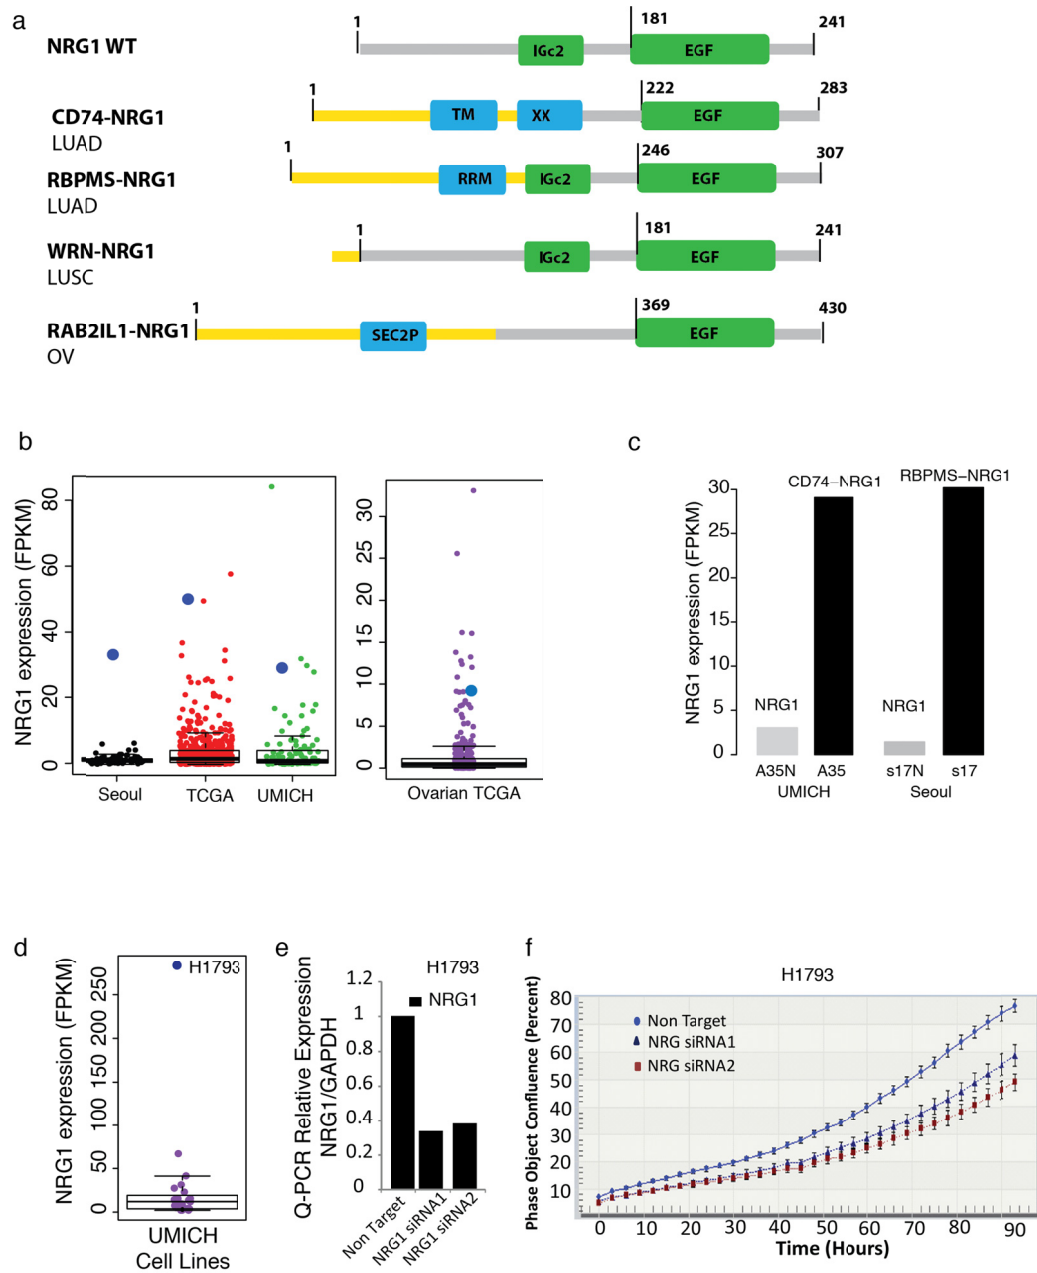 a
1 181 241
NRG1 WT IGc2 EGF
1 222 283
CD74-NRG1 TM XK EGF
LUAD
1 246 307
RBPMS-NRG1 RRM IGc2 EGF
LUAD
1 181 241
WRN-NRG1 IGc2 EGF
LUSC
1 369 430
RAB2IL1-NRG1 SEC2P EGF
OV
b
NRG1 expression (FPKM)
80
60
40
20
0
Seoul TCGA UMICH
30
25
20
15
10
5
0
Ovarian TCGA
c
NRG1 expression (FPKM)
CD74–NRG1 RBPMS–NRG1
30
25
20
30
15
10
5
0
NRG1 NRG1
A35N A35 s17N s17
UMICH Seoul
d
NRG1 expression (FPKM)
H1793
250
200
150
100
50
0
UMICH
Cell Lines
e
H1793
Q-PCR Relative Expression
NRG1/GAPDH
NRG1
1.2
1
0.8
0.6
0.4
0.2
0
Non Target
NRG1 siRNA1
NRG1 siRNA2
f
H1793
Phase Object Confluence (Percent)
Non Target
NRG siRNA1
NRG siRNA2
80
70
60
50
40
30
20
10
0 10 20 30 40 50 60 70 80 90
Time (Hours)